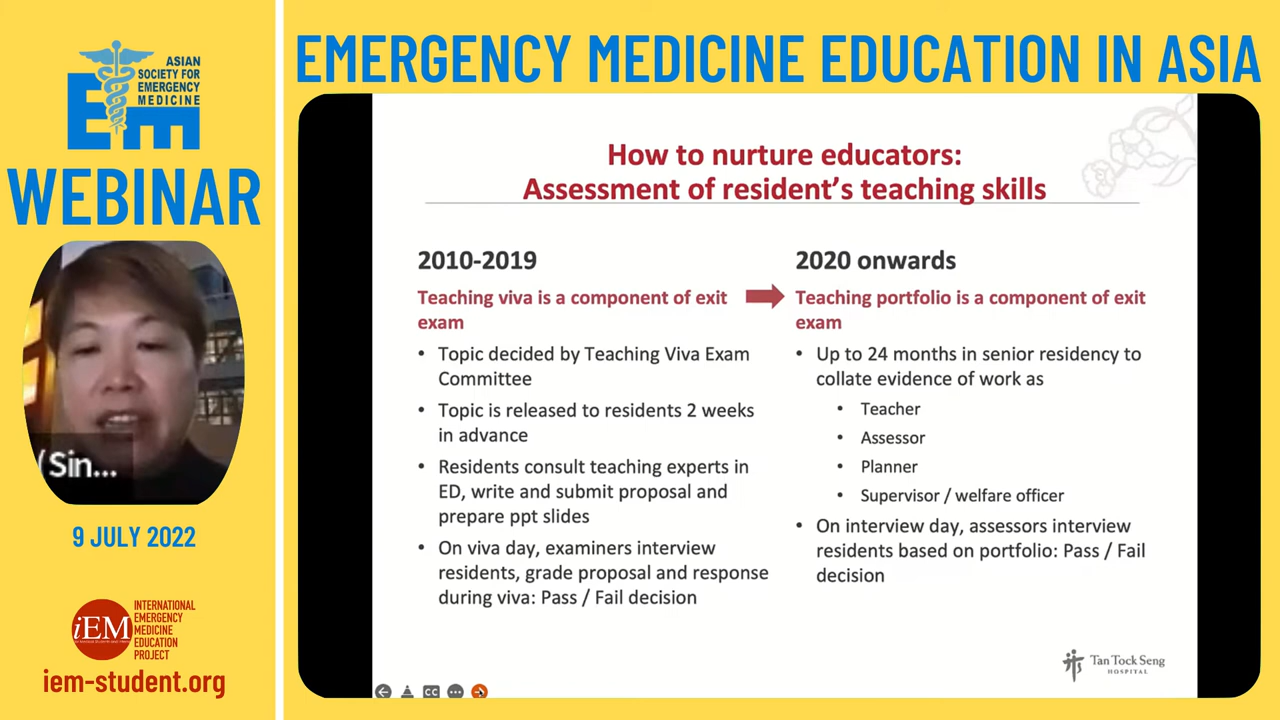 ASIAN
SOCIETY FOR
EMERGENCY
MEDICINE
EM
WEBINAR
Sin...
9 JULY 2022
iEM
INTERNATIONAL
EMERGENCY
MEDICINE
EDUCATION
PROJECT
iem-student.org
EMERGENCY MEDICINE EDUCATION IN ASIA
How to nurture educators:
Assessment of resident's teaching skills
2010-2019
Teaching viva is a component of exit
exam
• Topic decided by Teaching Viva Exam
Committee
• Topic is released to residents 2 weeks
in advance
• Residents consult teaching experts in
ED, write and submit proposal and
prepare ppt slides
• On viva day, examiners interview
residents, grade proposal and response
during viva: Pass / Fail decision
2020 onwards
Teaching portfolio is a component of exit
exam
• Up to 24 months in senior residency to
collate evidence of work as
• Teacher
• Assessor
• Planner
• Supervisor / welfare officer
• On interview day, assessors interview
residents based on portfolio: Pass / Fail
decision
Tan Tock Seng
HOSPITAL
CC